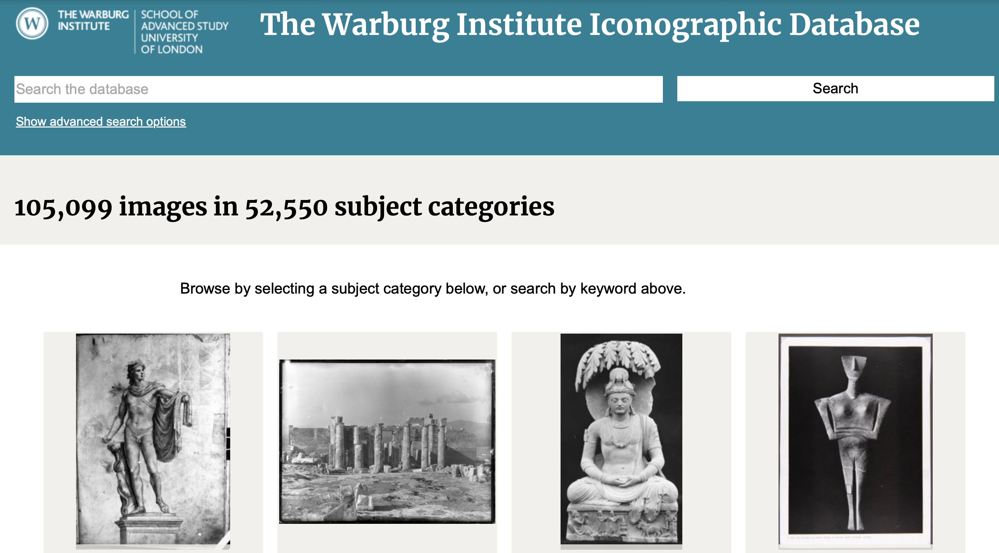 W
THE WARBURG
INSTITUTE
SCHOOL OF
ADVANCED STUDY
UNIVERSITY
OF LONDON
The Warburg Institute Iconographic Database
Search the database
Search
Show advanced search options
105,099 images in 52,550 subject categories
Browse by selecting a subject category below, or search by keyword above.